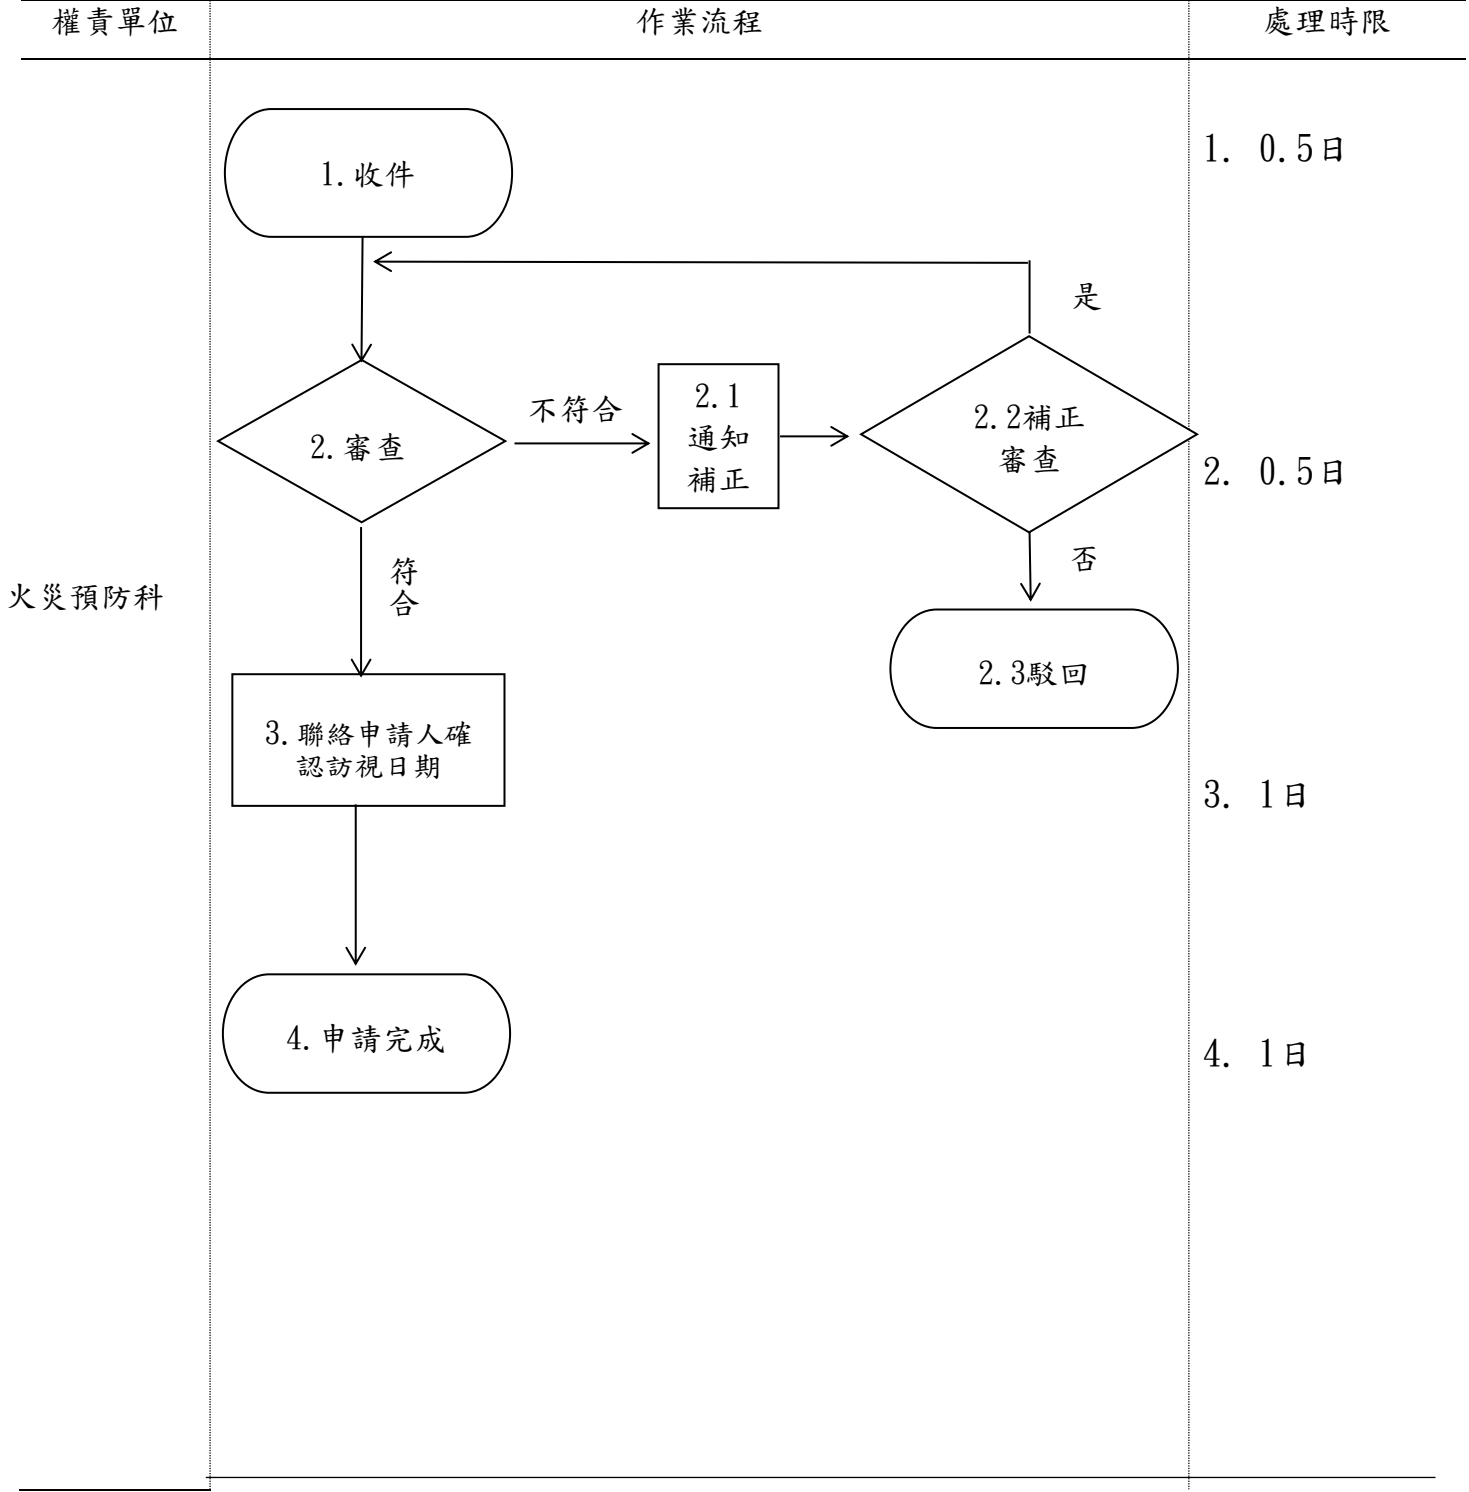 權責單位
作業流程
處理時限
1.收件
1. 0.5日
是
不符合
2.1
通知
補正
2.2補正
審查
2.審查
2. 0.5日
否
符
合
火災預防科
2.3駁回
3.聯絡申請人確
認訪視日期
3. 1日
4.申請完成
4. 1日